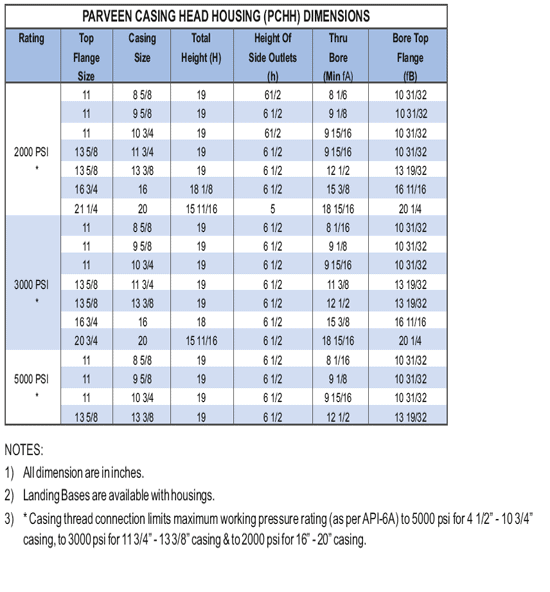 PARVEEN CASING HEAD HOUSING (PCHH) DIMENSIONS
Rating Top Flange Size Casing Size Total Height (H) Height Of Side Outlets (h) Thru Bore (Min fA) Bore Top Flange (fB)
11 8 5/8 19 61/2 8 1/6 10 31/32
11 9 5/8 19 6 1/2 9 1/8 10 31/32
11 10 3/4 19 61/2 9 15/16 10 31/32
2000 PSI 13 5/8 11 3/4 19 6 1/2 9 15/16 10 31/32
* 13 5/8 13 3/8 19 6 1/2 12 1/2 13 19/32
16 3/4 16 18 1/8 6 1/2 15 3/8 16 11/16
21 1/4 20 15 11/16 5 18 15/16 20 1/4
11 8 5/8 19 6 1/2 8 1/16 10 31/32
11 9 5/8 19 6 1/2 9 1/8 10 31/32
11 10 3/4 19 6 1/2 9 15/16 10 31/32
3000 PSI 13 5/8 11 3/4 19 6 1/2 11 3/8 13 19/32
* 13 5/8 13 3/8 19 6 1/2 12 1/2 13 19/32
16 3/4 16 18 6 1/2 15 3/8 16 11/16
20 3/4 20 15 11/16 6 1/2 18 15/16 20 1/4
11 8 5/8 19 6 1/2 8 1/16 10 31/32
5000 PSI 11 9 5/8 19 6 1/2 9 1/8 10 31/32
* 11 10 3/4 19 6 1/2 9 15/16 10 31/32
13 5/8 13 3/8 19 6 1/2 12 1/2 13 19/32
NOTES:
1) All dimension are in inches.
2) Landing Bases are available with housings.
3) * Casing thread connection limits maximum working pressure rating (as per API-6A) to 5000 psi for 4 1/2” - 10 3/4”
casing, to 3000 psi for 11 3/4” - 13 3/8” casing & to 2000 psi for 16” - 20” casing.